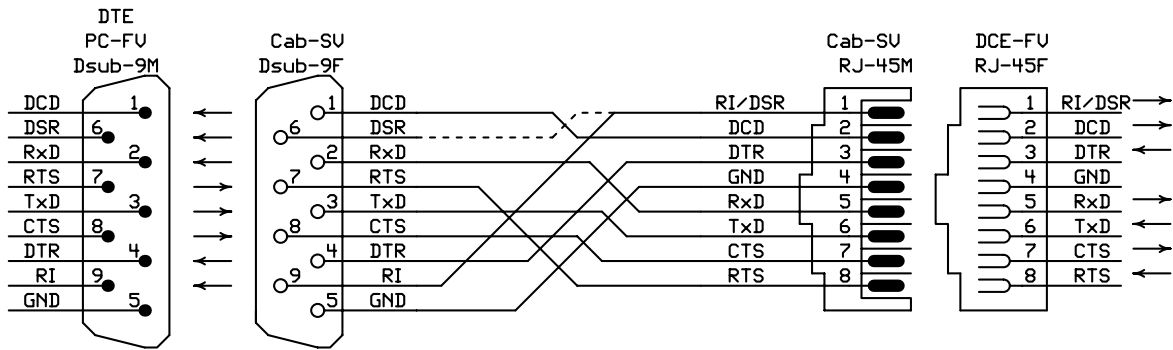 DTE
PC-FV
Dsub-9M
Cab-SV
Dsub-9F
Cab-SV
RJ-45M
DCE-FV
RJ-45F
DCD 1 1 DCD RI/DSR 1 1 RI/DSR
DSR 6 6 DSR DCD 2 2 DCD
RxD 2 2 RxD DTR 3 3 DTR
RTS 7 7 RTS GND 4 4 GND
TxD 3 3 TxD RxD 5 5 RxD
CTS 8 8 CTS TxD 6 6 TxD
DTR 4 4 DTR CTS 7 7 CTS
RI 9 9 RI RTS 8 8 RTS
GND 5 5 GND